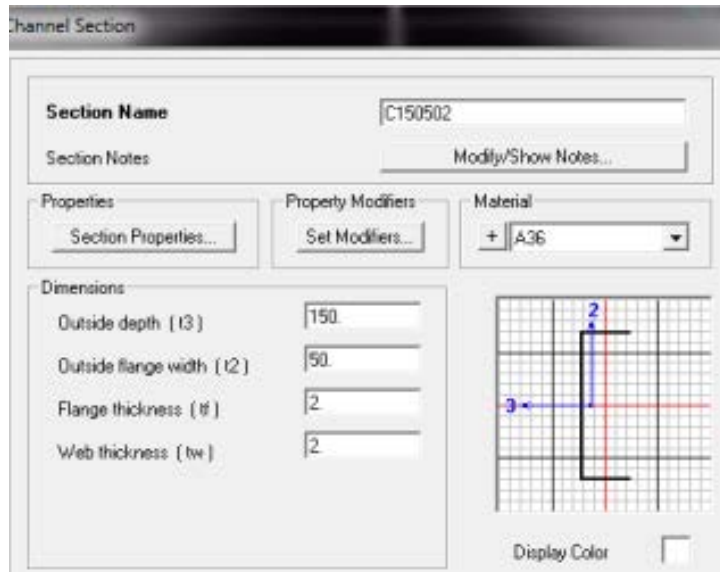 Channel Section
Section Name
C150502
Section Notes
Modify/Show Notes...
Properties
Property Modifiers
Material
Section Properties...
Set Modifiers...
+ A36
Dimensions
Outside depth ( t3 )
150.
Outside flange width ( t2 )
50.
Flange thickness ( tf )
2.
Web thickness ( tw )
2.
2
3
Display Color